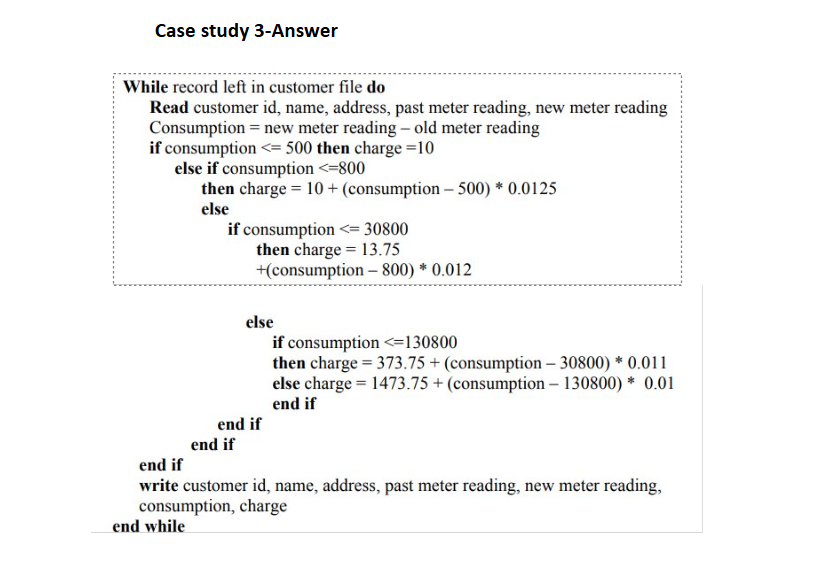 Case study 3-Answer
While record left in customer file do
Read customer id, name, address, past meter reading, new meter reading
Consumption = new meter reading – old meter reading
if consumption <= 500 then charge =10
else if consumption <=800
then charge = 10 + (consumption – 500) * 0.0125
else
if consumption <= 30800
then charge = 13.75
+(consumption – 800) * 0.012
else
if consumption <=130800
then charge = 373.75 + (consumption – 30800) * 0.011
else charge = 1473.75 + (consumption – 130800) * 0.01
end if
end if
end if
end if
write customer id, name, address, past meter reading, new meter reading,
consumption, charge
end while